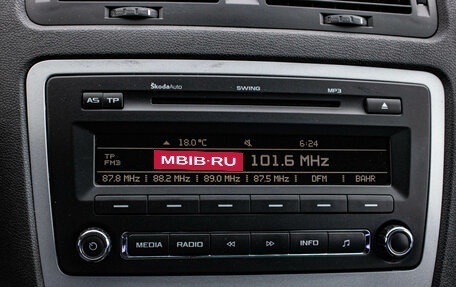 ŠkodaAuto SWING MP3
AS TP
18.0 °C 6:24
TP
FM3
MBIB·RU 101.6 MHz
87.8 MHz 88.2 MHz 89.0 MHz 87.5 MHz DFM BAHR
MEDIA RADIO INFO